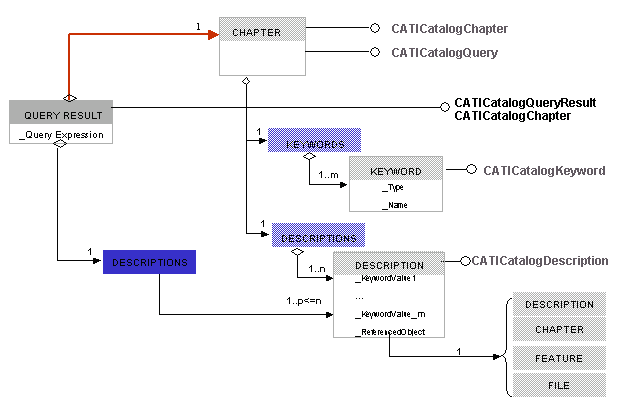 1
CHAPTER
CATICatalogChapter
CATICatalogQuery
QUERY RESULT
_Query Expression
CATICatalogQueryResult
CATICatalogChapter
1
KEYWORDS
1..m
KEYWORD
_Type
_Name
CATICatalogKeyword
1
DESCRIPTIONS
1
DESCRIPTIONS
1..n
DESCRIPTION
_KeywordValue1
...
_KeywordValue_m
_ReferencedObject
CATICatalogDescription
1..p<=n
1
DESCRIPTION
CHAPTER
FEATURE
FILE